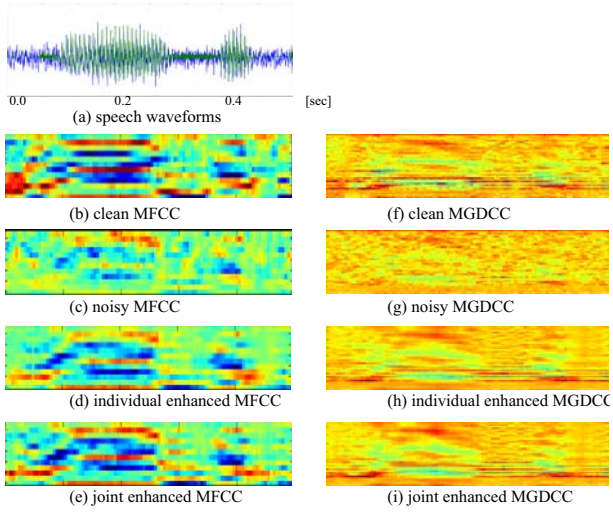 0.0 0.2 0.4 [sec]
(a) speech waveforms
(b) clean MFCC
(f) clean MGDCC
(c) noisy MFCC
(g) noisy MGDCC
(d) individual enhanced MFCC
(h) individual enhanced MGDCC
(e) joint enhanced MFCC
(i) joint enhanced MGDCC